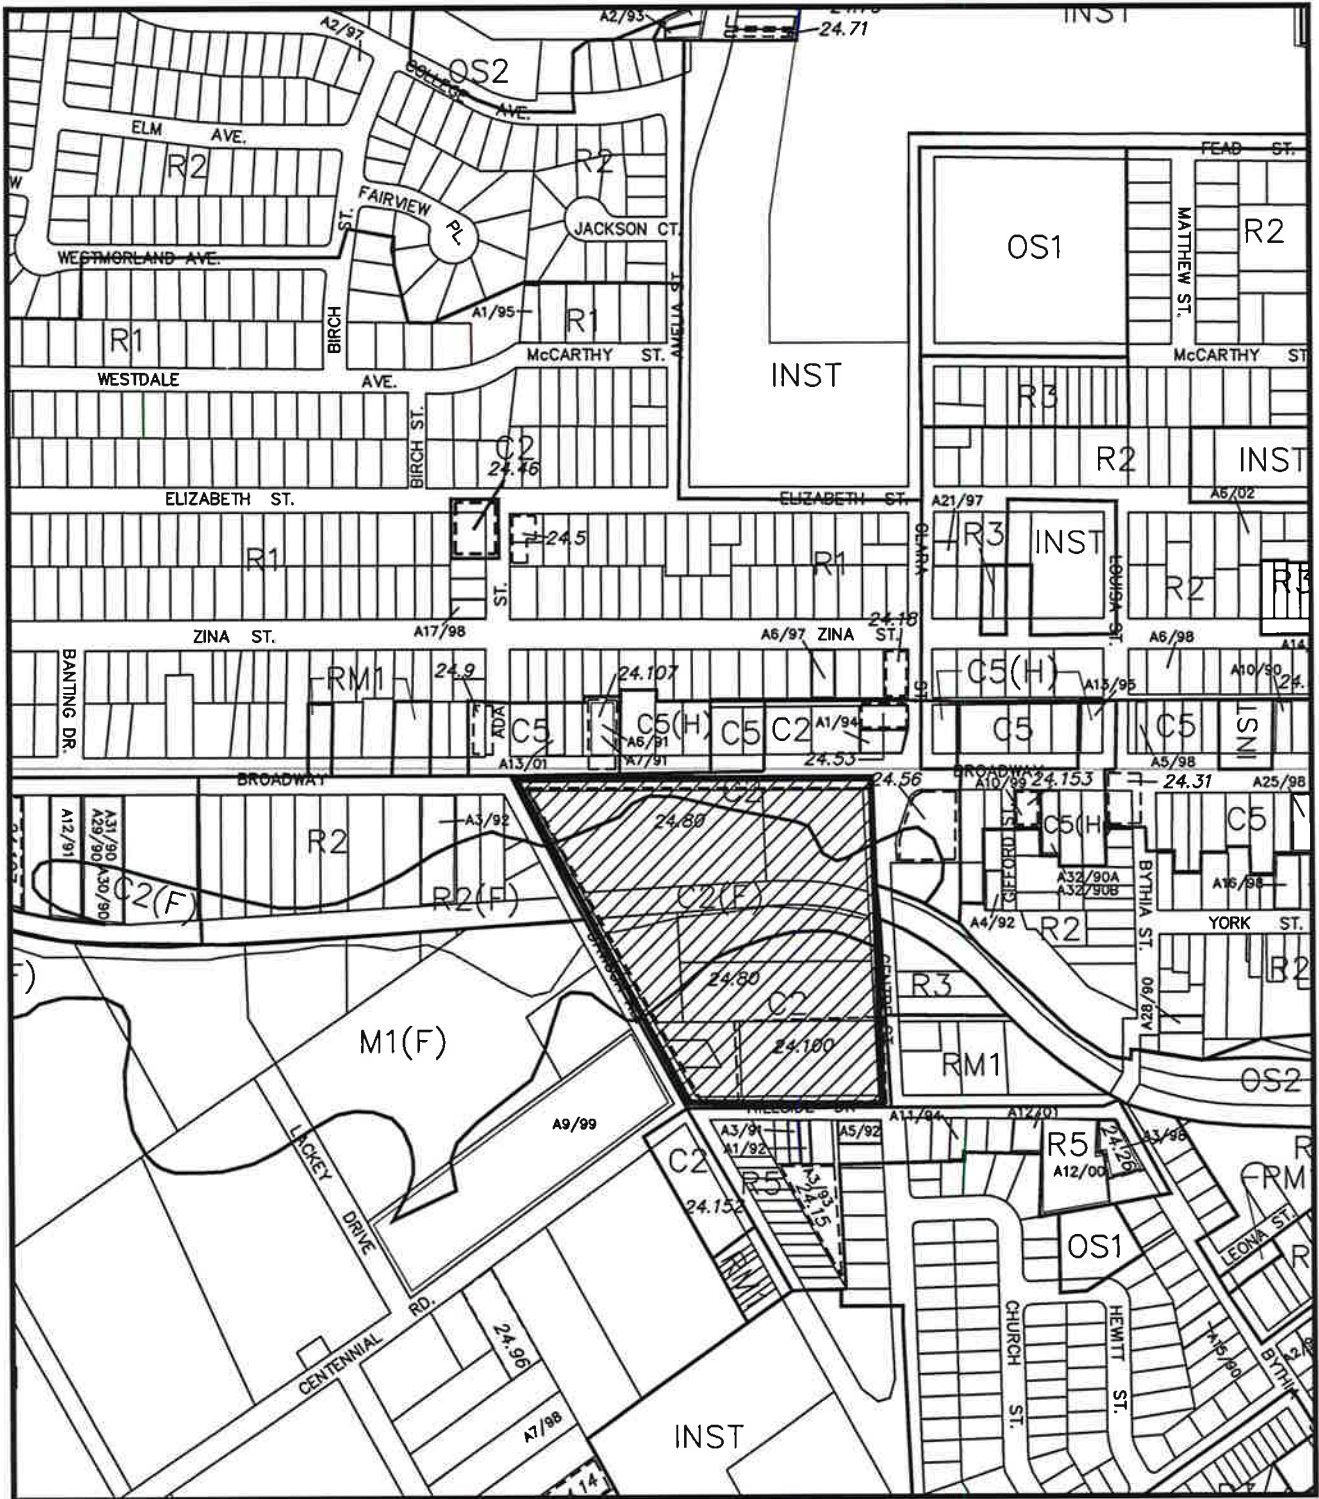 A2/93
24.71
INST
A2/97
OS2
COLLEGE AVE.
ELM AVE.
R2
R2
FEAD ST.
W
FAIRVIEW PL
ST.
JACKSON CT.
MATTHEW ST.
R2
OS1
WESTMORLAND AVE.
AMELIA ST.
A1/95
R1
R1
BIRCH
McCARTHY ST.
McCARTHY ST
INST
WESTDALE AVE.
R3
BIRCH ST.
C2
24.46
R2
INST
ELIZABETH ST.
ELIZABETH ST.
A21/97
A6/02
24.5
CLARA ST.
R3
INST
LOUISA ST.
R1
R1
R2
R3
ST.
24.18
ZINA ST.
A17/98
A6/97
ZINA ST.
A6/98
A14
BANTING DR.
RM1
24.9
24.107
C5(H)
A13/95
A10/90
24.
ADA
C5
A6/91
A7/91
C5(H)
C5
C2
A1/94
C5
C5
INST
A13/01
24.53
A5/98
BROADWAY
24.56
BROADWAY
A10/99
24.153
24.31
A25/98
C2
24.80
A12/91
A31/90
A29/90
A30/90
A3/92
R2
GIFFORD ST.
C5(H)
C5
BYTHIA ST.
C2(F)
R2(F)
C2(F)
A32/90A
A32/90B
A16/98
A4/92
R2
YORK ST.
F)
24.80
C2
CENTRE ST.
R3
R2
A28/90
M1(F)
24.100
RM1
OS2
HILLSIDE DR
A9/99
A3/91
A1/92
A5/92
A11/94
A12/01
R5
24.26
A3/98
A12/00
LACKEY DRIVE
C2
R5
A3/93
24.15
24.152
RM1
OS1
RM
LEONA ST.
R
CENTENNIAL RD.
24.96
CHURCH ST.
HEWITT ST.
A15/90
BYTHIA
A7/98
INST
14